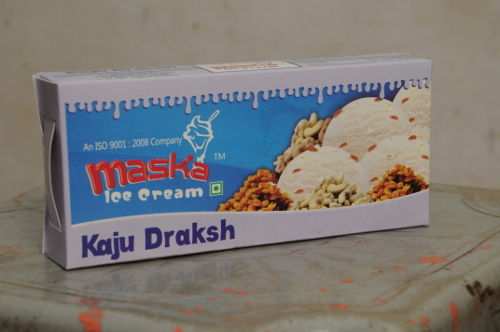 An ISO 9001 : 2008 Company
maska TM
Ice Cream
Kaju Draksh